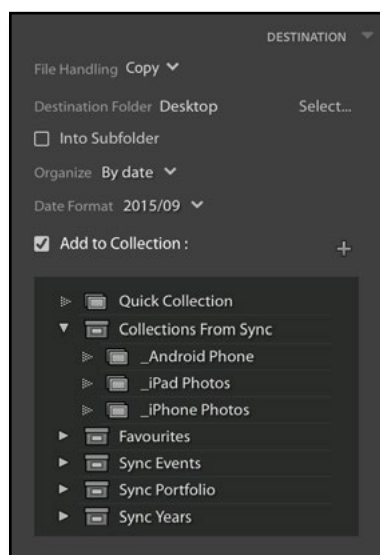 DESTINATION
File Handling Copy
Destination Folder Desktop Select...
Into Subfolder
Organize By date
Date Format 2015/09
Add to Collection :
Quick Collection
Collections From Sync
_Android Phone
_iPad Photos
_iPhone Photos
Favourites
Sync Events
Sync Portfolio
Sync Years